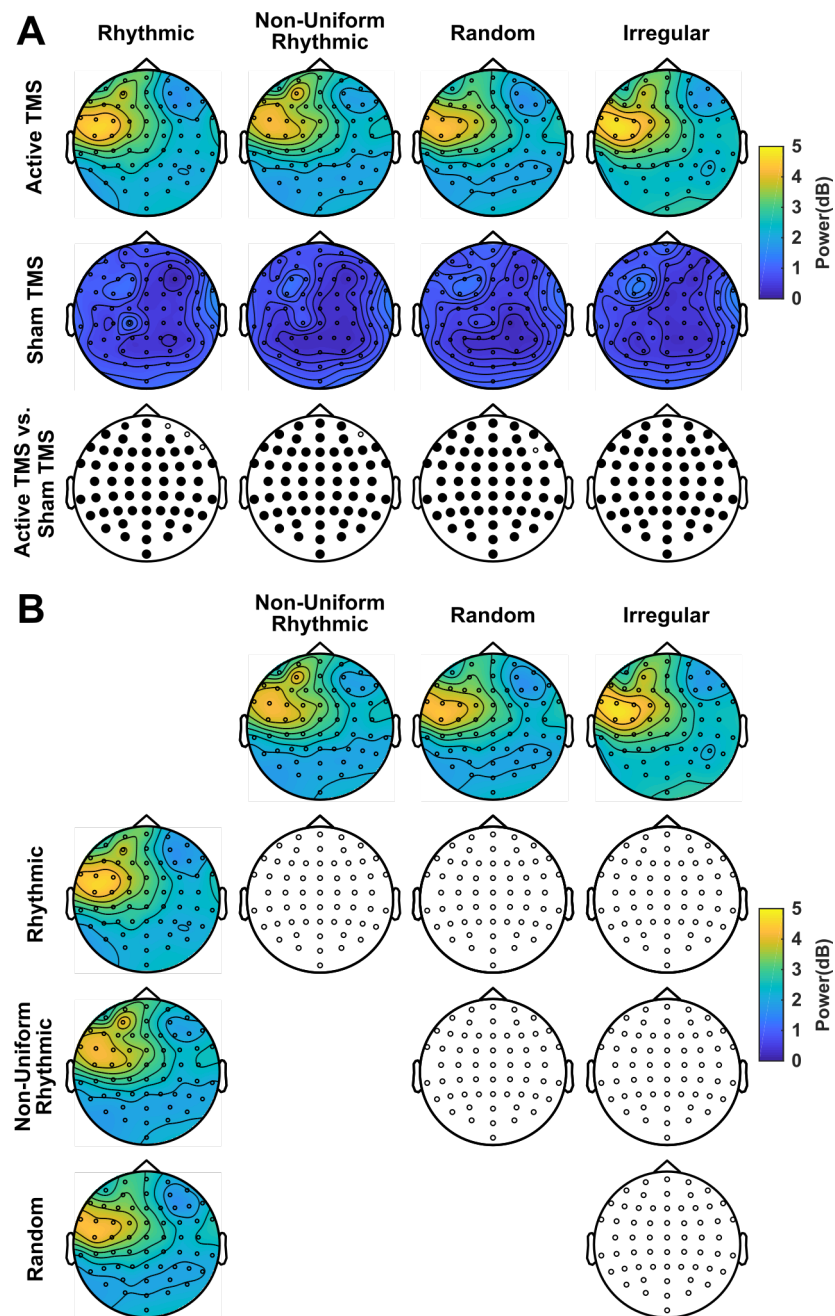 A
Rhythmic
Non-Uniform
Rhythmic
Random
Irregular
Active TMS
5
4
3
2
1
0
Power(dB)
Sham TMS
Active TMS vs.
Sham TMS
B
Non-Uniform
Rhythmic
Random
Irregular
Rhythmic
5
4
3
2
1
0
Power(dB)
Non-Uniform
Rhythmic
Random